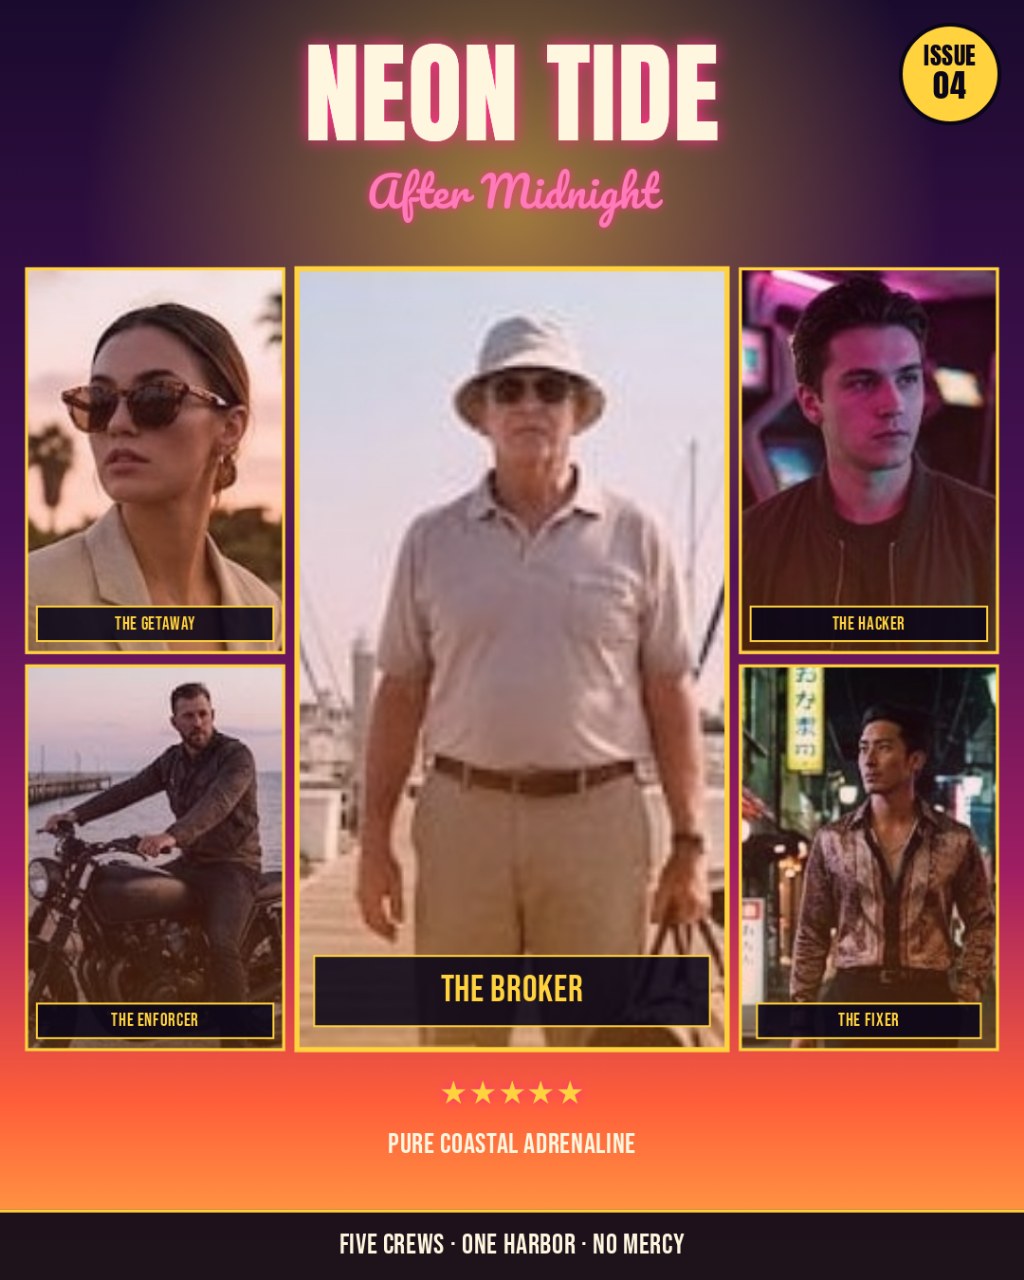 NEON TIDE
After Midnight
ISSUE
04
THE GETAWAY
THE BROKER
THE HACKER
THE ENFORCER
THE FIXER
★★★★★
PURE COASTAL ADRENALINE
FIVE CREWS · ONE HARBOR · NO MERCY